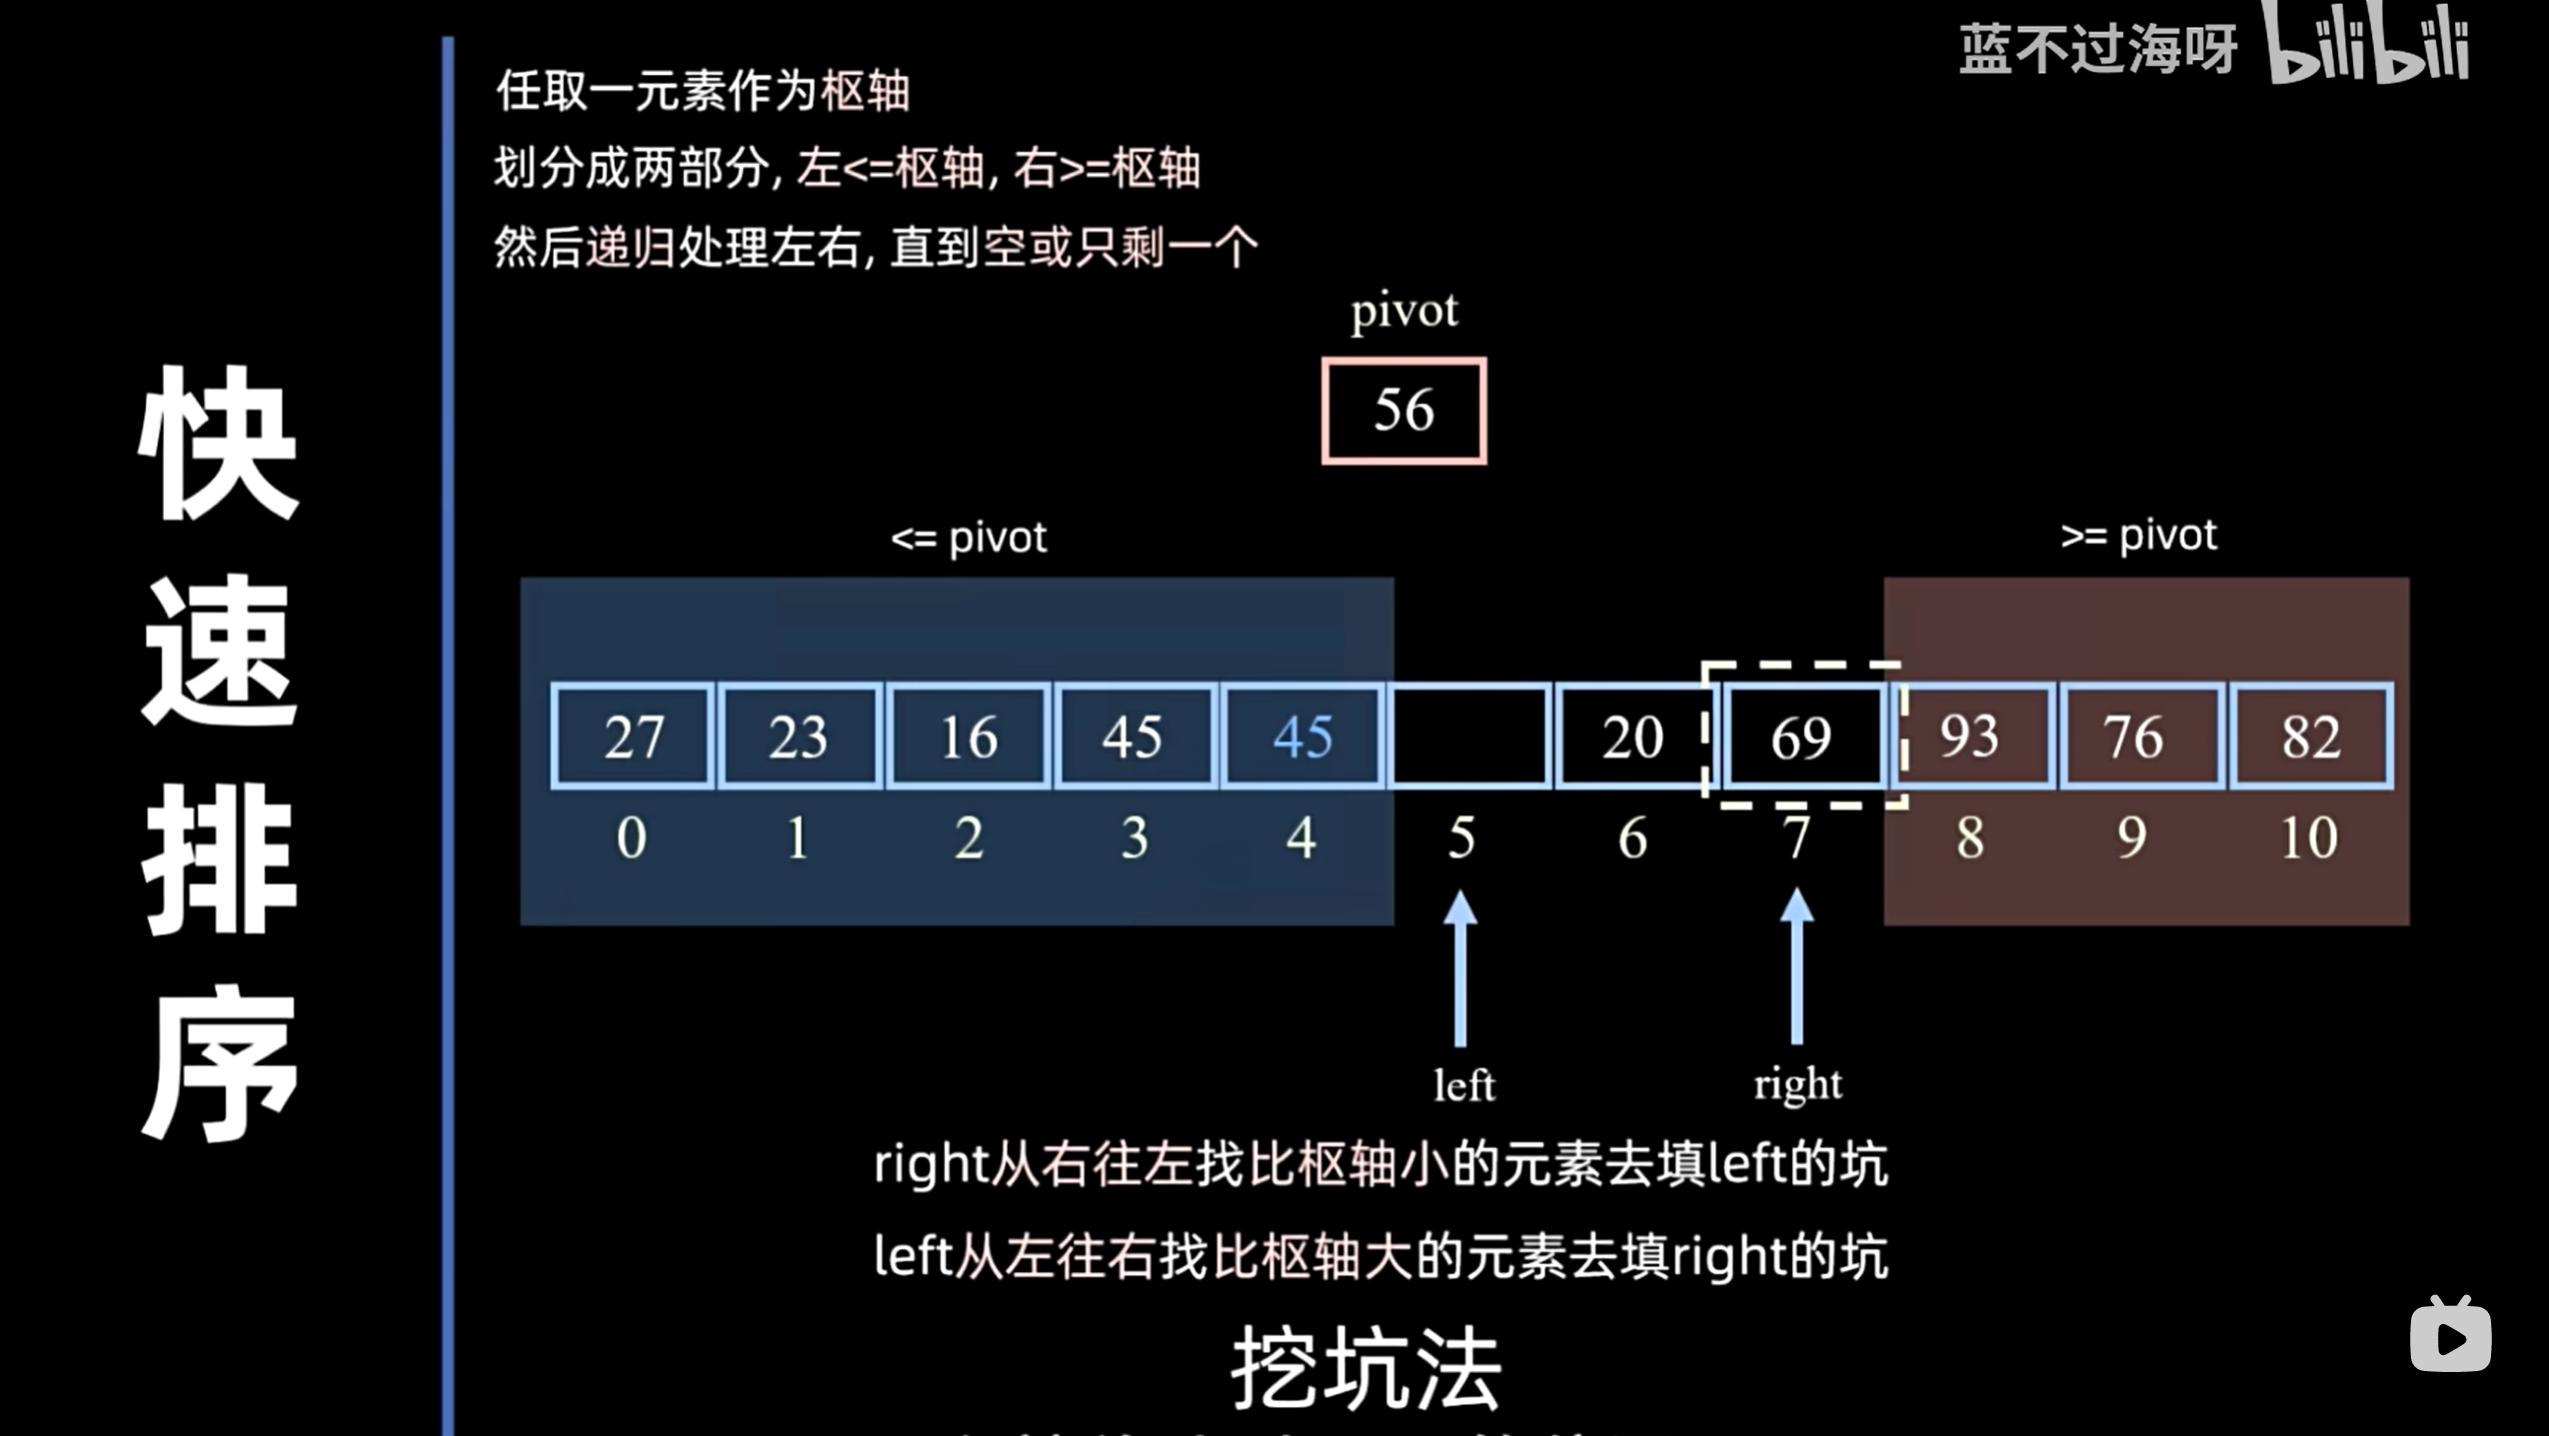 蓝不过海呀 bilibili
任取一元素作为枢轴
划分成两部分, 左<=枢轴, 右>=枢轴
然后递归处理左右, 直到空或只剩一个
快速排序
pivot
56
<= pivot
>= pivot
27 23 16 45 45 20 69 93 76 82
0 1 2 3 4 5 6 7 8 9 10
left right
right从右往左找比枢轴小的元素去填left的坑
left从左往右找比枢轴大的元素去填right的坑
挖坑法